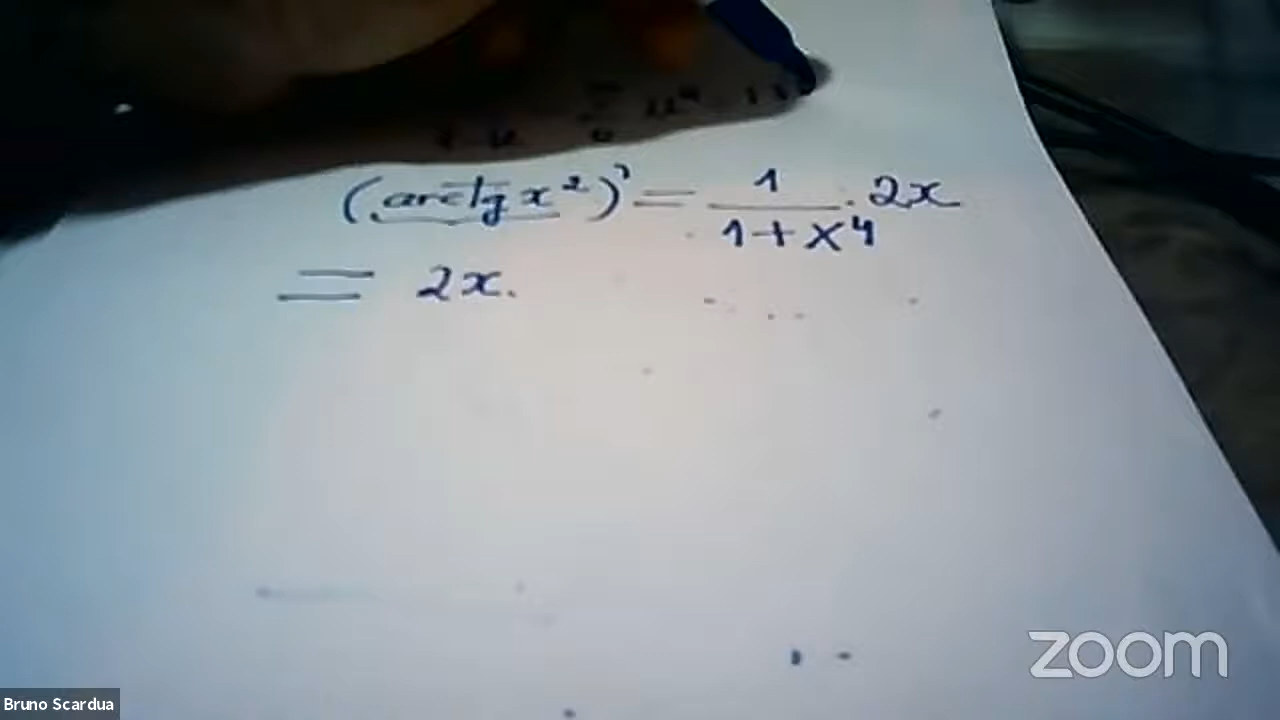 (arctg x²)' = 1/(1+x⁴) · 2x
= 2x.
zoom
Bruno Scardua